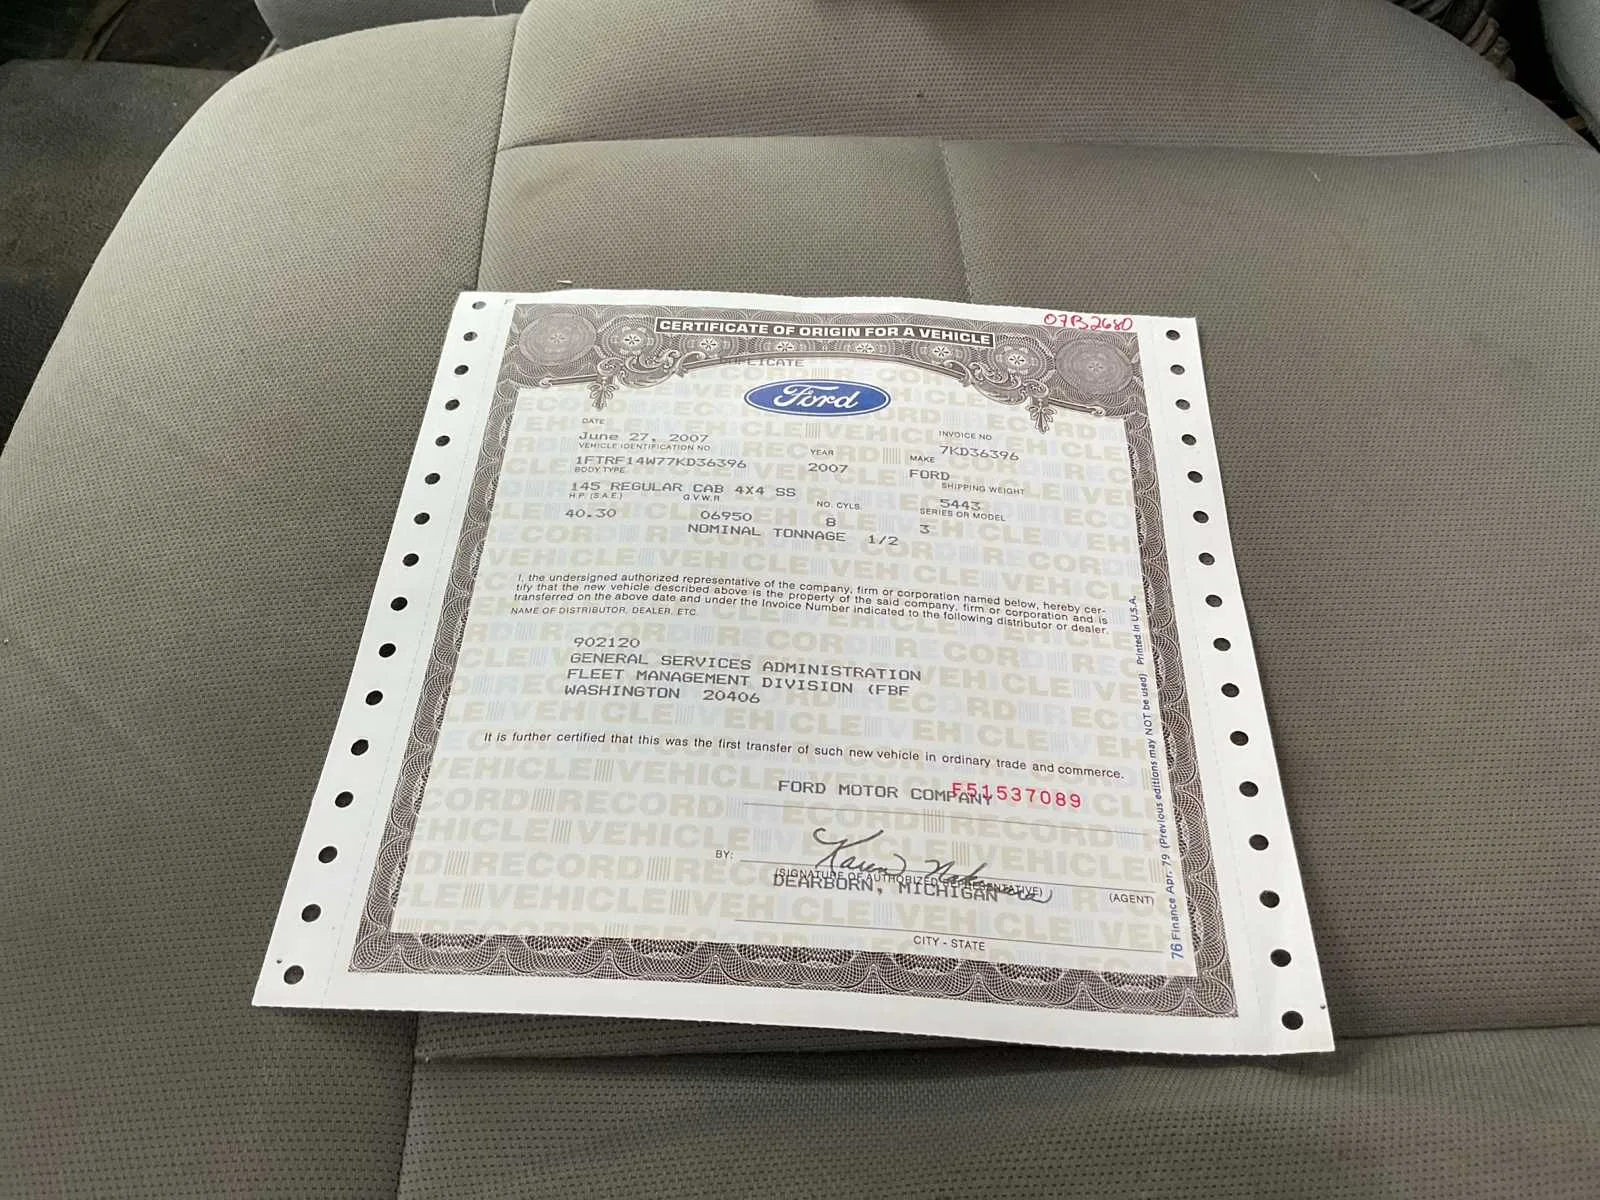 07B2680
CERTIFICATE OF ORIGIN FOR A VEHICLE
Ford
DATE
June 27, 2007
INVOICE NO
7KD36396
VEHICLE IDENTIFICATION NO
YEAR
MAKE
1FTRF14W77KD36396
2007
FORD
BODY TYPE
SHIPPING WEIGHT
145 REGULAR CAB 4X4 SS
5443
H.P. (S.A.E.)
G.V.W.R.
NO. CYLS.
SERIES OR MODEL
40.30
06950
8
3
NOMINAL TONNAGE 1/2
I, the undersigned authorized representative of the company, firm or corporation named below, hereby cer-
tify that the new vehicle described above is the property of the said company, firm or corporation and is
transferred on the above date and under the Invoice Number indicated to the following distributor or dealer.
NAME OF DISTRIBUTOR, DEALER, ETC.
902120
GENERAL SERVICES ADMINISTRATION
FLEET MANAGEMENT DIVISION (FBF
WASHINGTON 20406
It is further certified that this was the first transfer of such new vehicle in ordinary trade and commerce.
FORD MOTOR COMPANY
F51537089
BY:
Karen
(SIGNATURE OF AUTHORIZED REPRESENTATIVE)
(AGENT)
DEARBORN, MICHIGAN
CITY - STATE
76 Finance Apr. 79 (Previous editions may NOT be used) Printed in U.S.A.